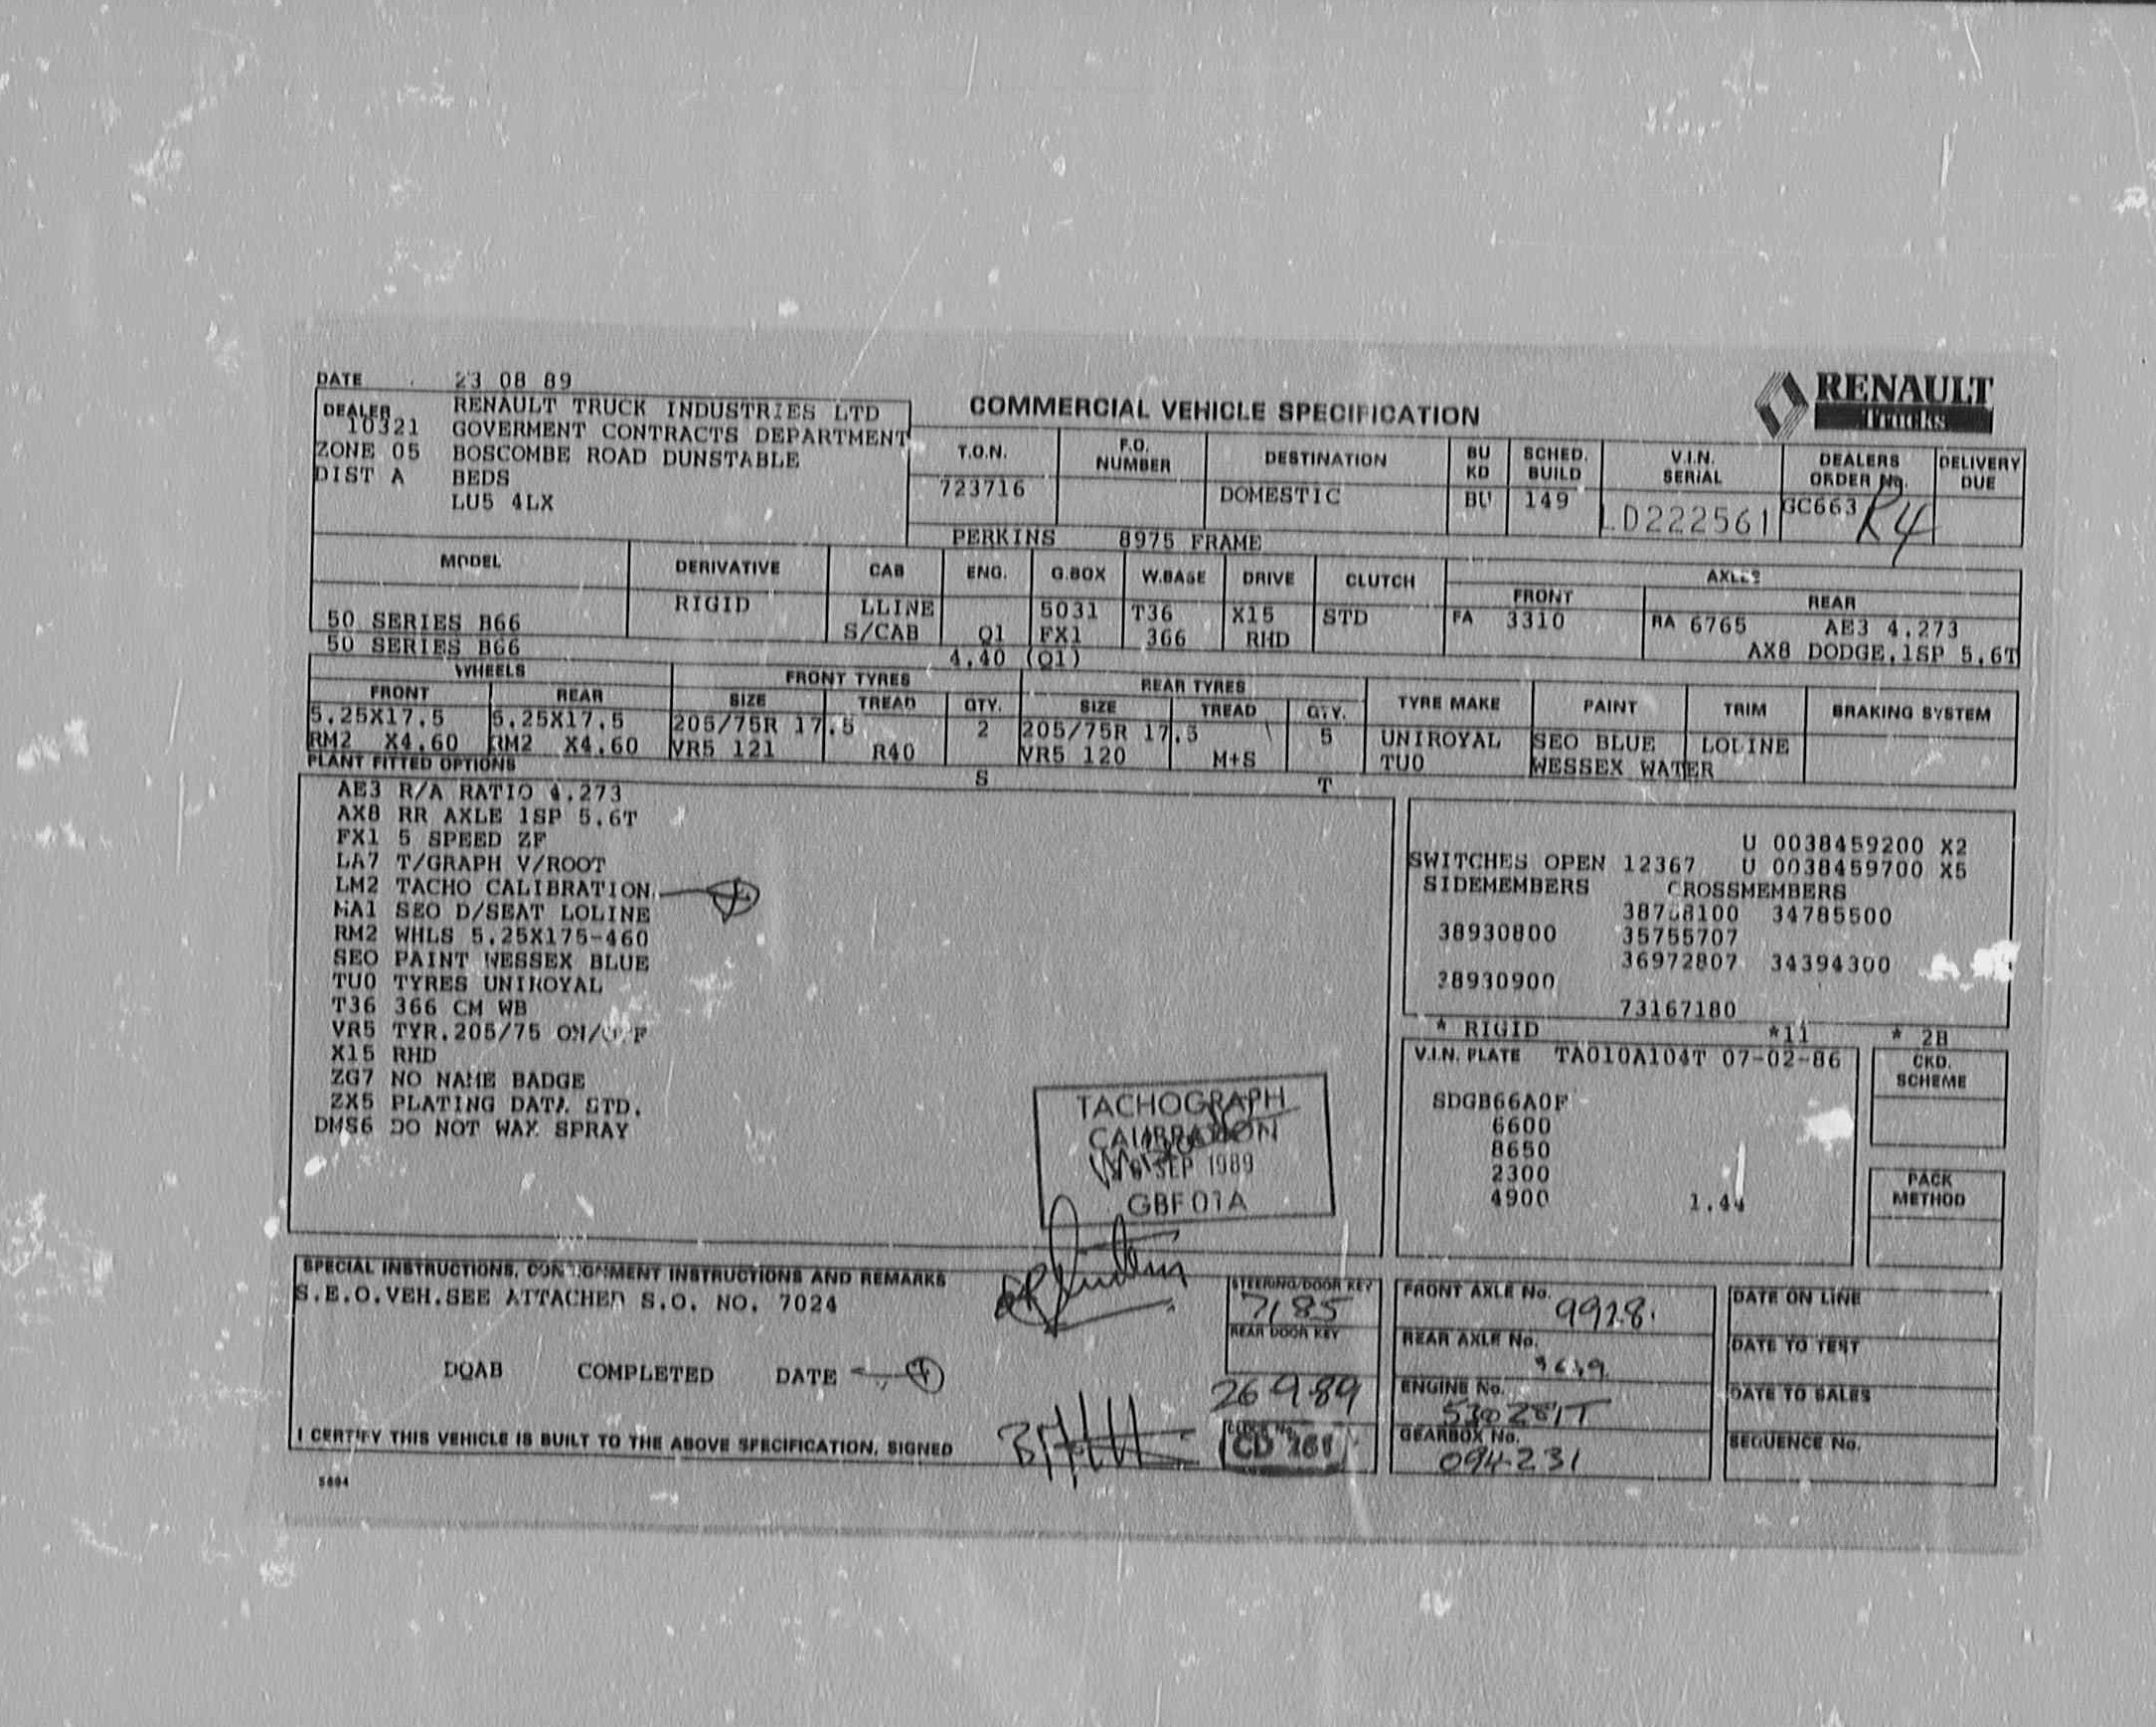 DATE 23 08 89
RENAULT
Trucks
DEALER RENAULT TRUCK INDUSTRIES LTD
10321 GOVERMENT CONTRACTS DEPARTMENT
ZONE 05 BOSCOMBE ROAD DUNSTABLE
DIST A BEDS
LU5 4LX
COMMERCIAL VEHICLE SPECIFICATION
T.O.N. F.O. NUMBER DESTINATION BU KD SCHED. BUILD V.I.N. SERIAL DEALERS ORDER No. DELIVERY DUE
723716 DOMESTIC BU 149 LD222561 GC663 R4
PERKINS 8975 FRAME
MODEL DERIVATIVE CAB ENG. G.BOX W.BASE DRIVE CLUTCH AXLES
FRONT REAR
RIGID LLINE 5031 T36 X15 STD FA 3310 RA 6765 AE3 4.273
50 SERIES B66 S/CAB Q1 FX1 366 RHD
50 SERIES B66 4.40 (Q1) AX8 DODGE,1SP 5.6T
WHEELS FRONT TYRES REAR TYRES TYRE MAKE PAINT TRIM BRAKING SYSTEM
FRONT REAR SIZE TREAD QTY. SIZE TREAD QTY.
5.25X17.5 5.25X17.5 205/75R 17.5 2 205/75R 17.5 5 UNIROYAL SEO BLUE LOLINE
RM2 X4.60 RM2 X4.60 VR5 121 R40 VR5 120 M+S TU0 WESSEX WATER
PLANT FITTED OPTIONS S T
AE3 R/A RATIO 4.273
AX8 RR AXLE 1SP 5.6T
FX1 5 SPEED ZF
LA7 T/GRAPH V/ROOT
LM2 TACHO CALIBRATION
MA1 SEO D/SEAT LOLINE
RM2 WHLS 5.25X175-460
SEO PAINT WESSEX BLUE
TU0 TYRES UNIROYAL
T36 366 CM WB
VR5 TYR.205/75 ON/OFF
X15 RHD
ZG7 NO NAME BADGE
ZX5 PLATING DATA STD.
DMS6 DO NOT WAX SPRAY
U 0038459200 X2
SWITCHES OPEN 12367 U 0038459700 X5
SIDEMEMBERS CROSSMEMBERS
34785500
38930800 35755707
36972807 34394300
38930900
73167180
* RIGID *11 * 2B
V.I.N. PLATE TA010A104T 07-02-86
SDGB66A0F
6600
8650
2300
4900 1.44
CKD. SCHEME
PACK METHOD
TACHOGRAPH
CALIBRATION
SEP 1989
GBF01A
SPECIAL INSTRUCTIONS, CONSIGNMENT INSTRUCTIONS AND REMARKS
S.E.O.VEH.SEE ATTACHED S.O. NO. 7024
DQAB COMPLETED DATE
I CERTIFY THIS VEHICLE IS BUILT TO THE ABOVE SPECIFICATION, SIGNED
STEERING/DOOR KEY
7185
REAR DOOR KEY
26 9 89
CD 161
FRONT AXLE No.
9928.
REAR AXLE No.
ENGINE No.
GEARBOX No.
094231
DATE ON LINE
DATE TO TEST
DATE TO SALES
SEQUENCE No.
5694